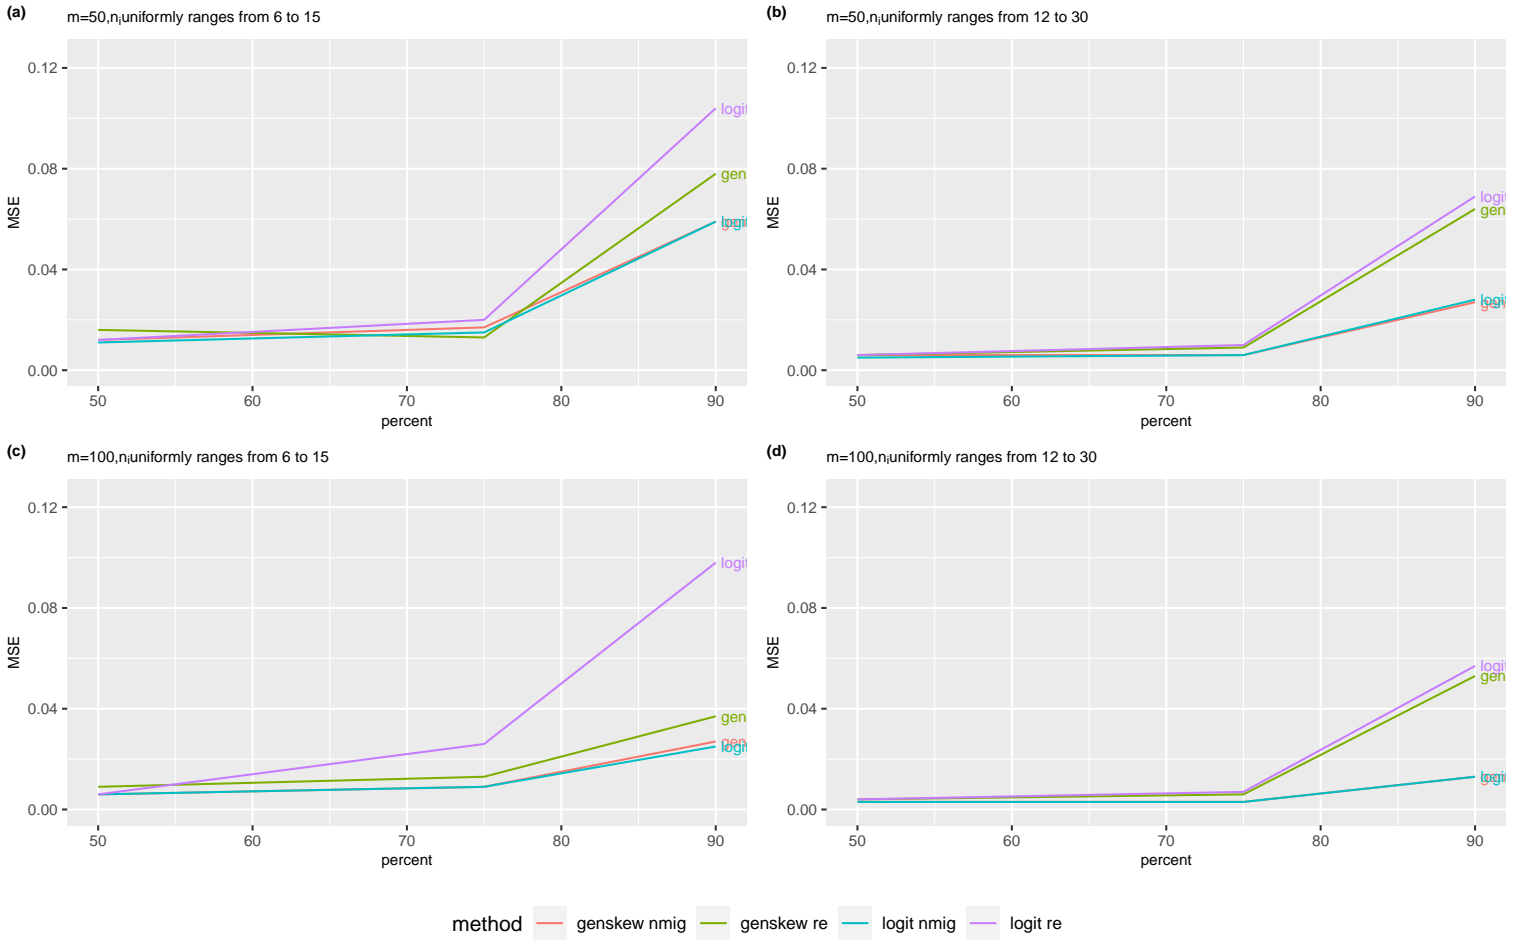 (a)
m=50,nᵢuniformly ranges from 6 to 15
0.12
0.08
0.04
0.00
MSE
50 60 70 80 90
percent
logit
gen
logit
(b)
m=50,nᵢuniformly ranges from 12 to 30
0.12
0.08
0.04
0.00
MSE
50 60 70 80 90
percent
logit
gen
logit
gen
(c)
m=100,nᵢuniformly ranges from 6 to 15
0.12
0.08
0.04
0.00
MSE
50 60 70 80 90
percent
logit
gen
gen
logit
(d)
m=100,nᵢuniformly ranges from 12 to 30
0.12
0.08
0.04
0.00
MSE
50 60 70 80 90
percent
logit
gen
logit
method genskew nmig genskew re logit nmig logit re